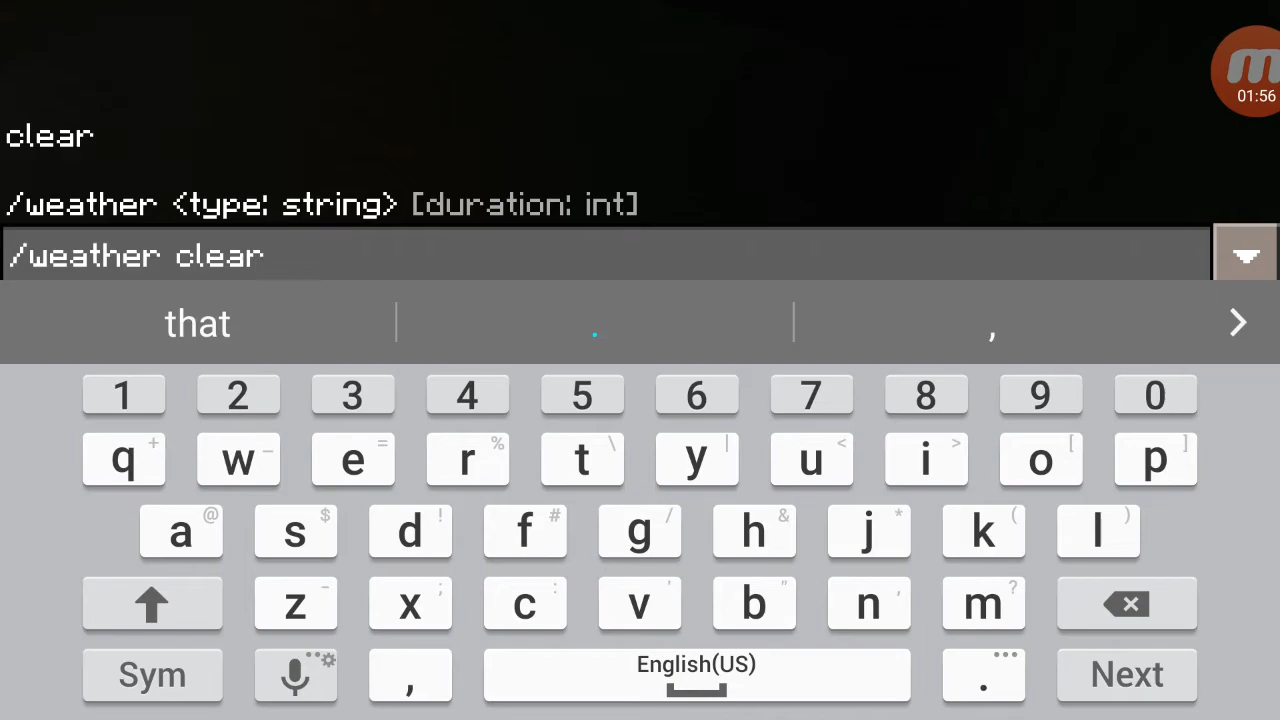 m
01:56
clear
/weather <type: string> [duration: int]
/weather clear
that . ,
1 2 3 4 5 6 7 8 9 0
q + w _ e = r % t \ y | u < i > o [ p ]
a @ s $ d ! f # g / h & j * k ( l )
z - x ; c : v ' b " n , m ?
Sym , English(US) . Next